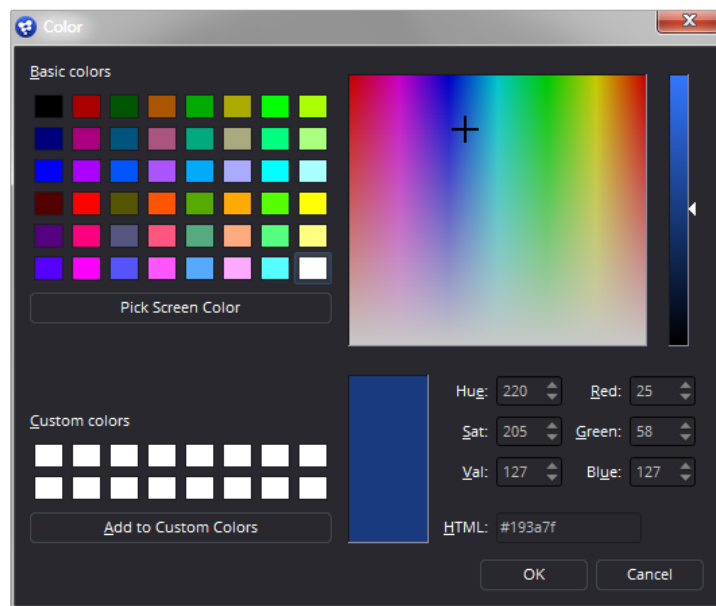 Color
Basic colors
Pick Screen Color
Custom colors
Add to Custom Colors
Hue: 220 Red: 25
Sat: 205 Green: 58
Val: 127 Blue: 127
HTML: #193a7f
OK Cancel